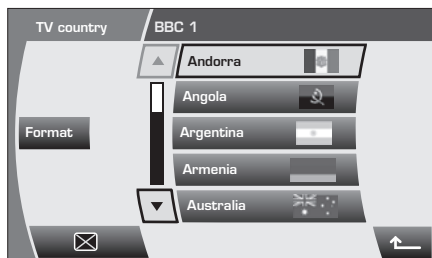 TV country
BBC 1
Andorra
Angola
Format
Argentina
Armenia
Australia